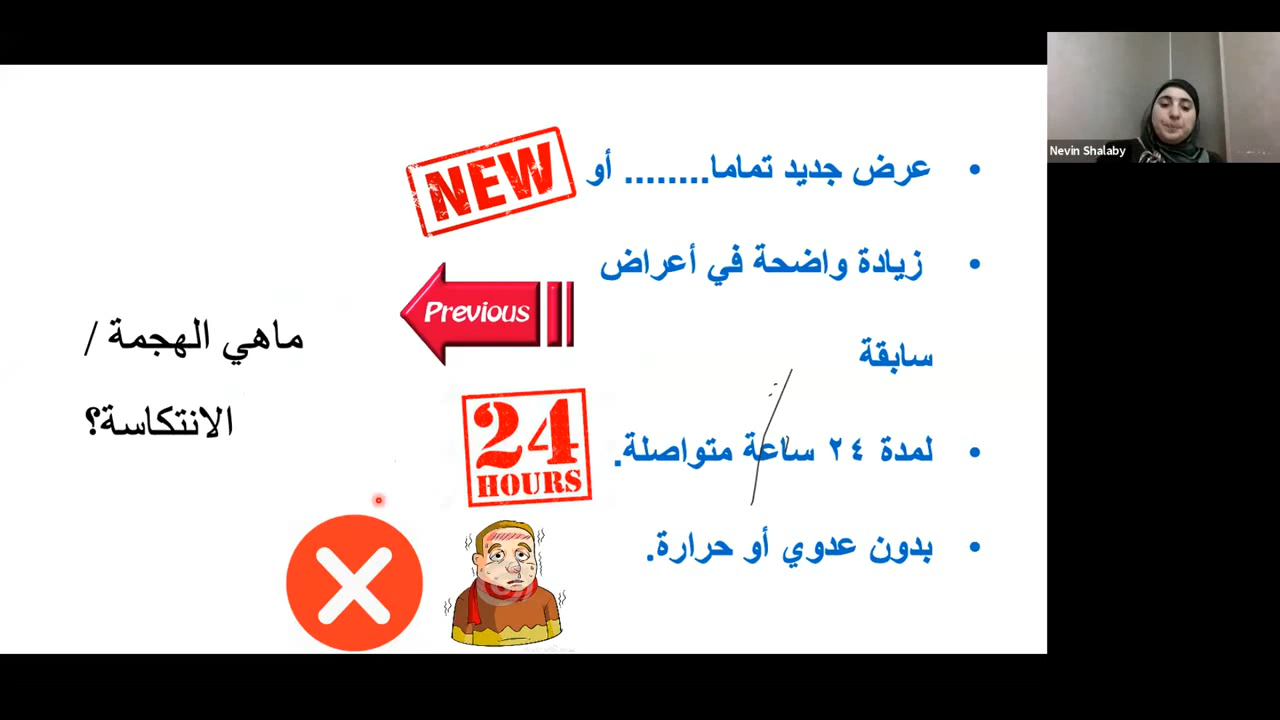 عرض جديد تماما........ أو
NEW
زيادة واضحة في أعراض
سابقة
Previous
لمدة ٢٤ ساعة متواصلة.
24
HOURS
بدون عدوي أو حرارة.
ماهي الهجمة /
الانتكاسة؟
Nevin Shalaby